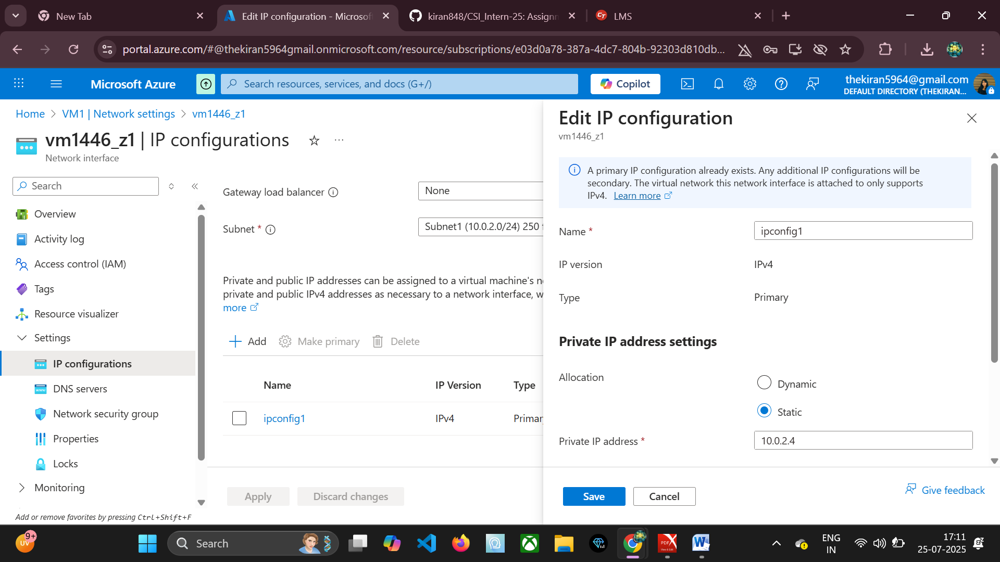 New Tab
Edit IP configuration - Microsof
kiran848/CSI_Intern-25: Assignm
LMS
portal.azure.com/#@thekiran5964gmail.onmicrosoft.com/resource/subscriptions/e03d0a78-387a-4dc7-804b-92303d810db...
Microsoft Azure
Search resources, services, and docs (G+/)
Copilot
thekiran5964@gmail.com
DEFAULT DIRECTORY (THEKIRAN...
Home > VM1 | Network settings > vm1446_z1
vm1446_z1 | IP configurations
Network interface
Search
Overview
Activity log
Access control (IAM)
Tags
Resource visualizer
Settings
IP configurations
DNS servers
Network security group
Properties
Locks
Monitoring
Add or remove favorites by pressing Ctrl+Shift+F
Gateway load balancer
None
Subnet *
Subnet1 (10.0.2.0/24) 250 f
Private and public IP addresses can be assigned to a virtual machine's n
private and public IPv4 addresses as necessary to a network interface, w
more
Add
Make primary
Delete
Name
IP Version
Type
ipconfig1
IPv4
Primar
Apply
Discard changes
Edit IP configuration
vm1446_z1
A primary IP configuration already exists. Any additional IP configurations will be
secondary. The virtual network this network interface is attached to only supports
IPv4. Learn more
Name *
ipconfig1
IP version
IPv4
Type
Primary
Private IP address settings
Allocation
Dynamic
Static
Private IP address *
10.0.2.4
Save
Cancel
Give feedback
9+
UV
Search
PDFX
View & Edit
ENG
IN
17:11
25-07-2025